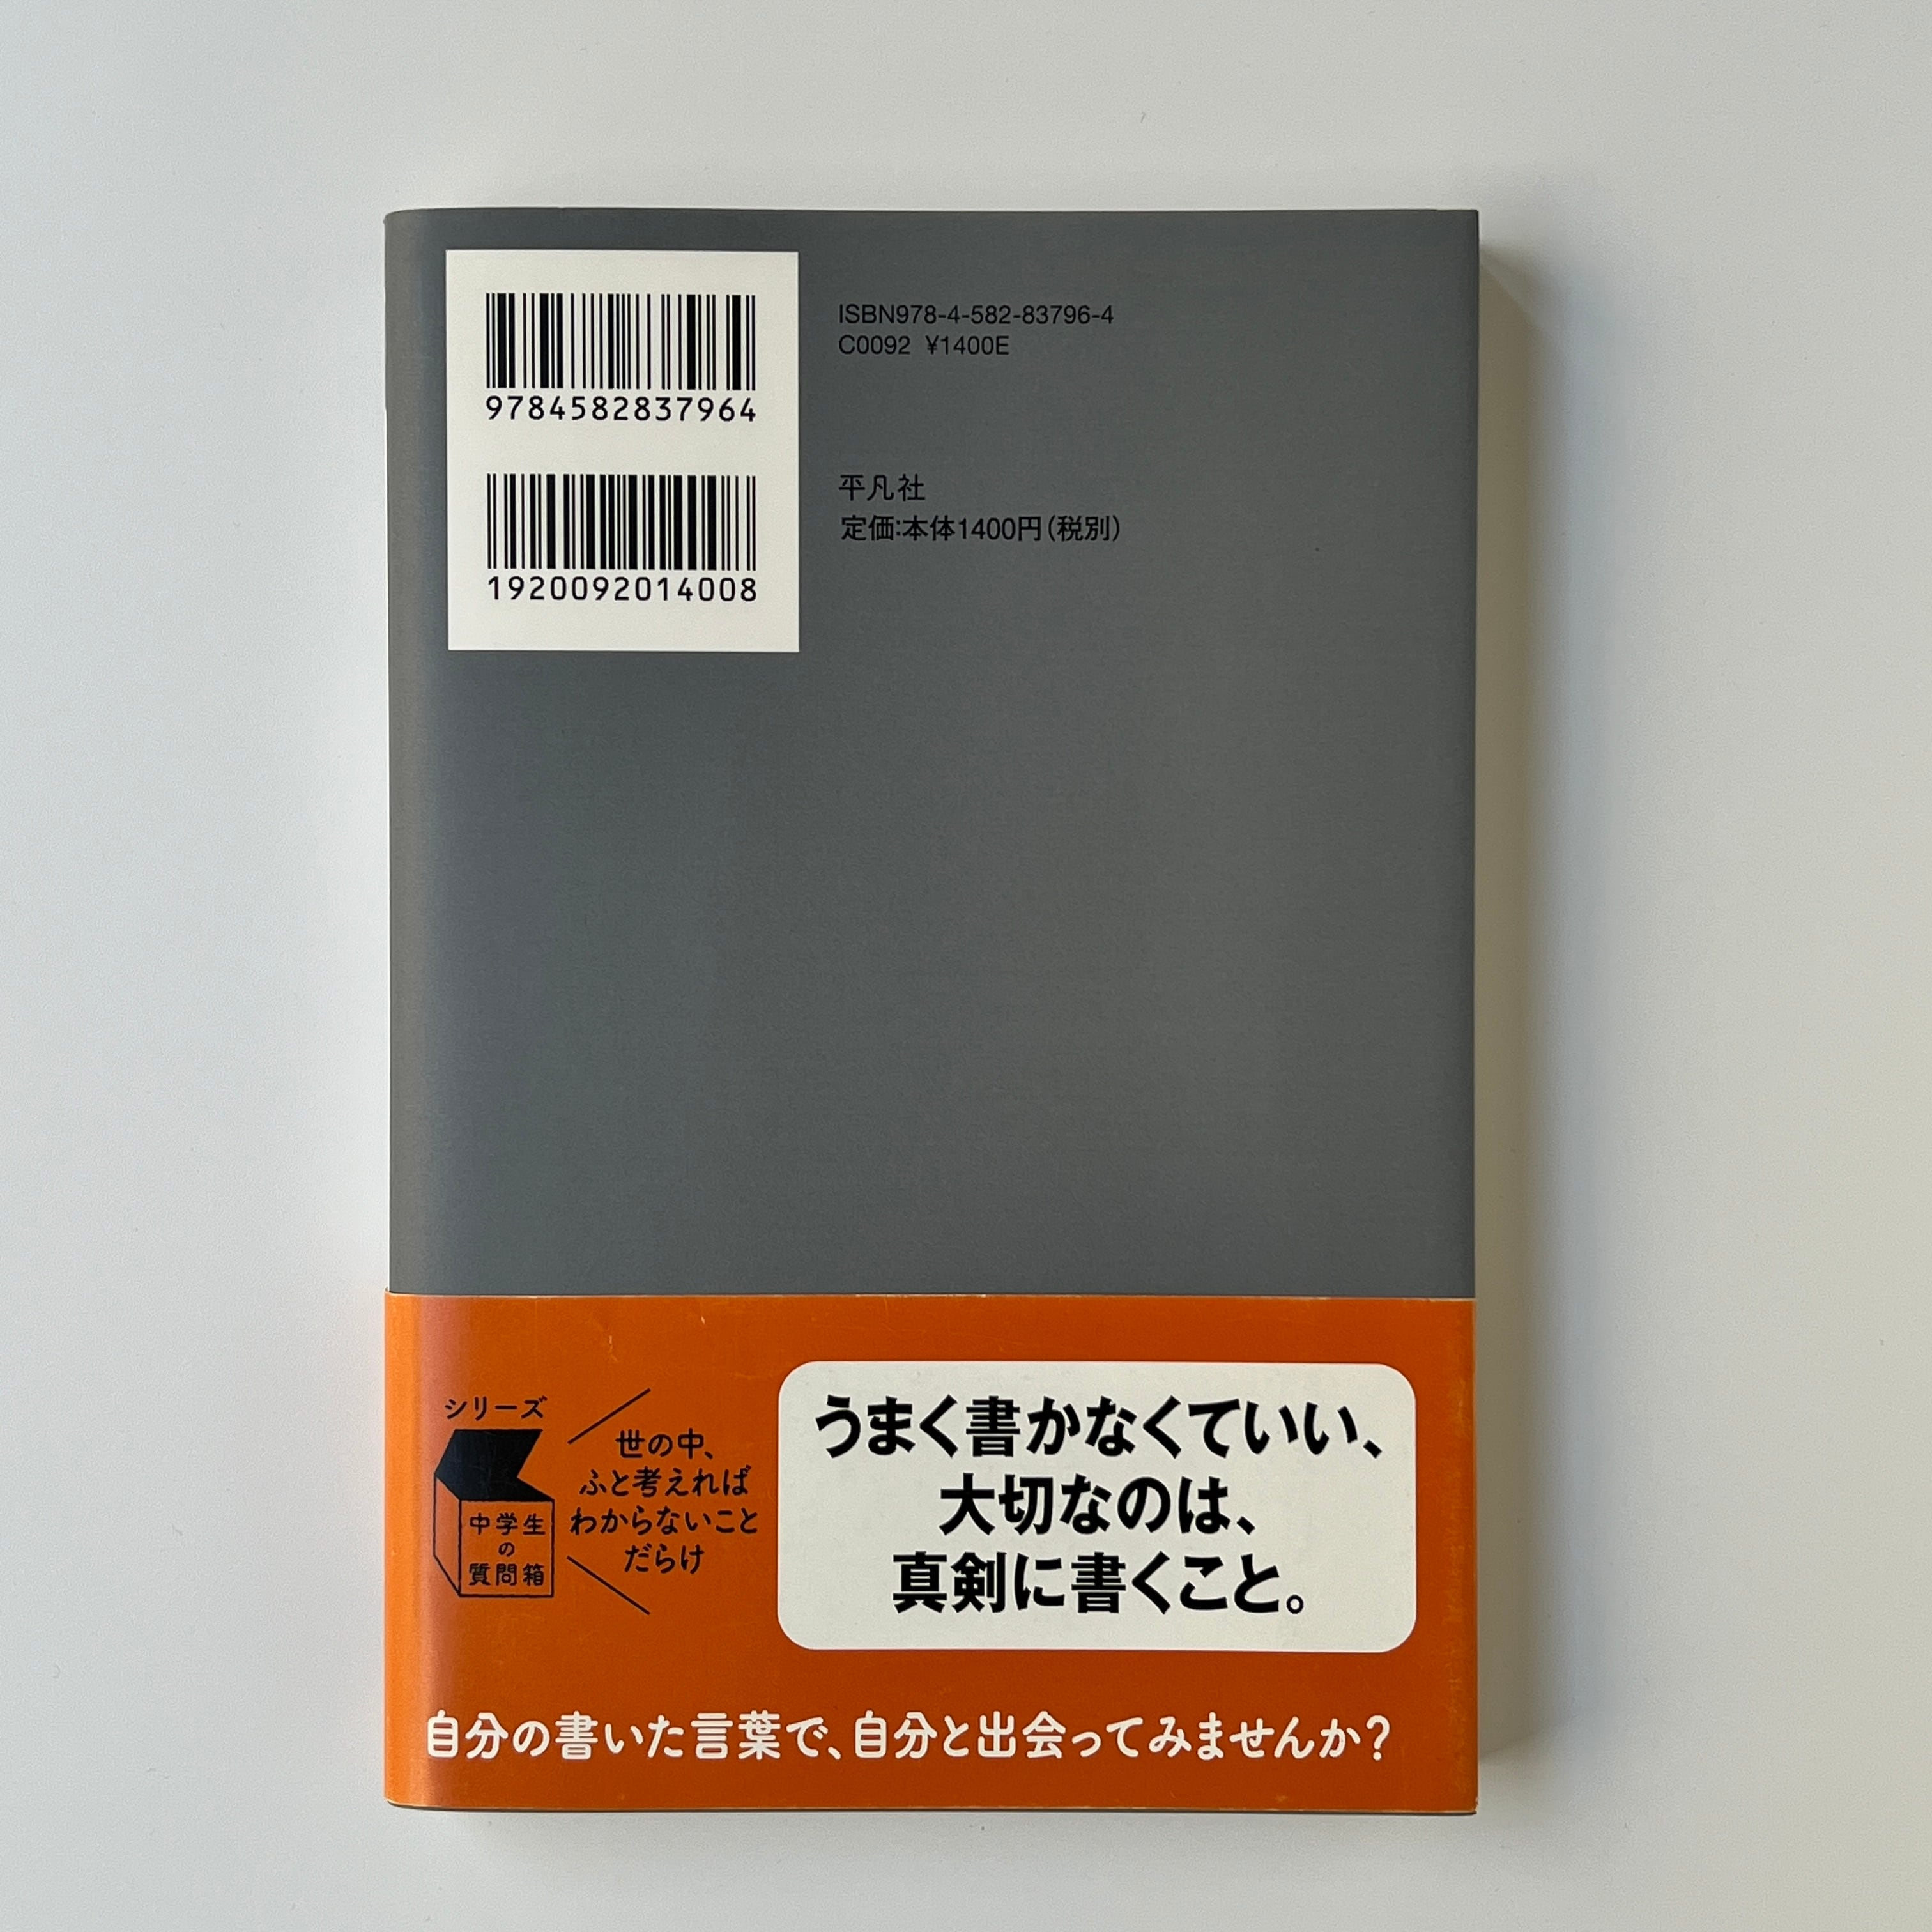 9784582837964
1920092014008
ISBN978-4-582-83796-4
C0092 ¥1400E
平凡社
定価:本体1400円(税別)
シリーズ
中学生
の
質問箱
世の中、
ふと考えれば
わからないこと
だらけ
うまく書かなくていい、
大切なのは、
真剣に書くこと。
自分の書いた言葉で、自分と出会ってみませんか?